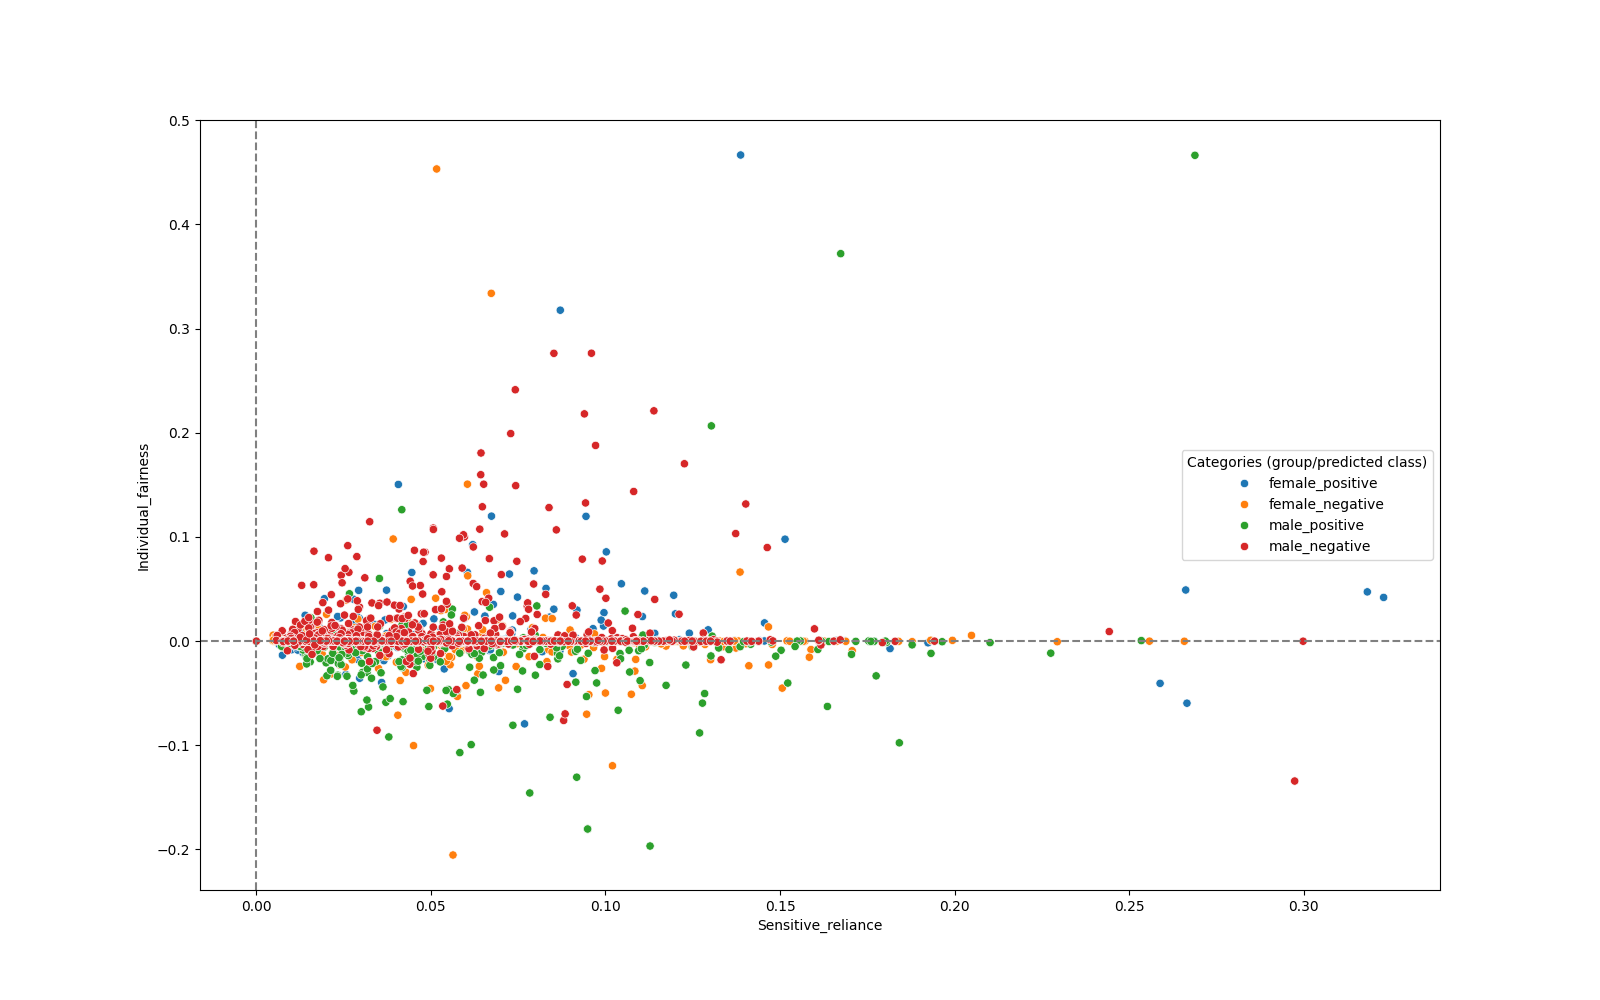 0.5
0.4
0.3
0.2
0.1
0.0
−0.1
−0.2
Individual_fairness
Categories (group/predicted class)
female_positive
female_negative
male_positive
male_negative
0.00 0.05 0.10 0.15 0.20 0.25 0.30
Sensitive_reliance